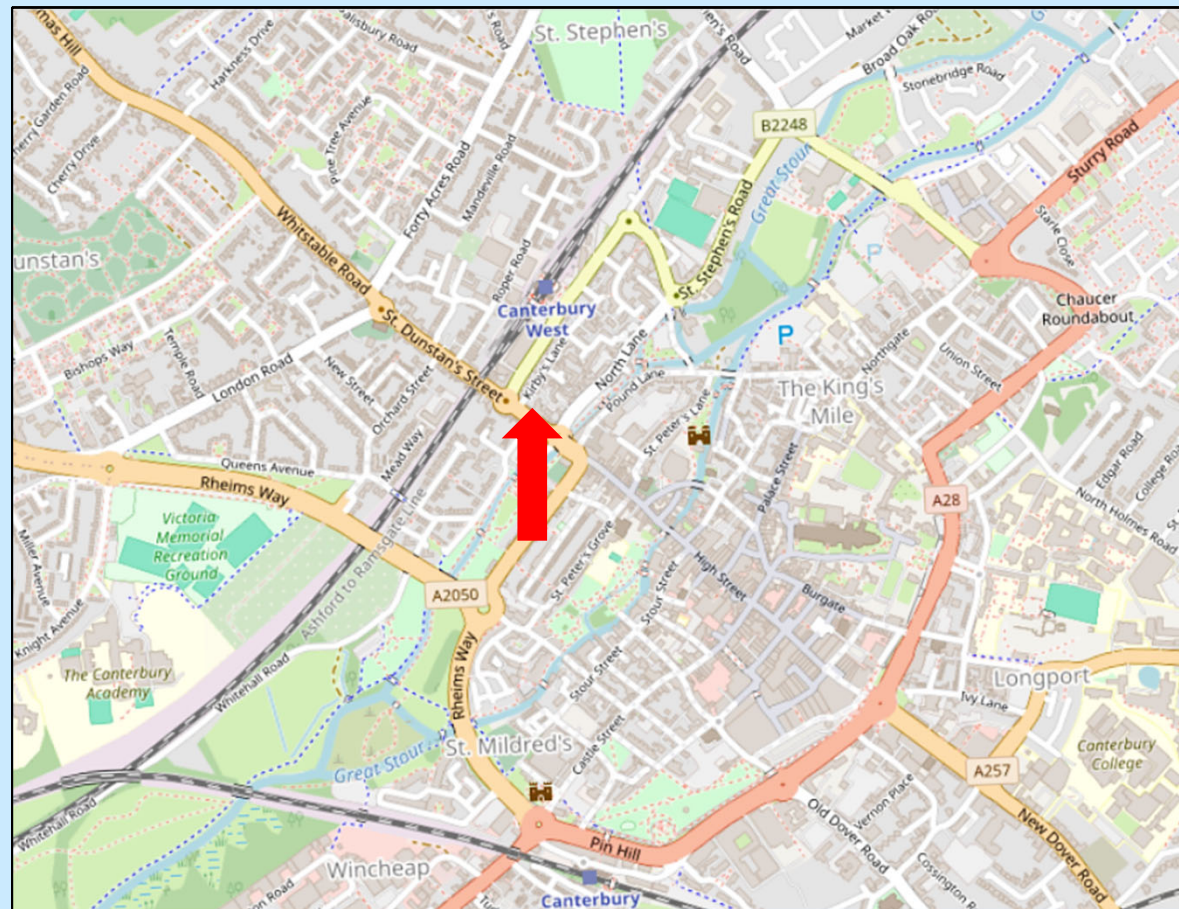 mas Hill
Salisbury Road
Harkness Drive
St. Stephen's
Market W
Broad Oak Roa
Stonebridge Road
Great Stour
B2248
Sturry Road
Cherry Drive
Pine Tree Avenue
Forty Acres Road
Mandeville Road
Roper Road
Whitstable Road
St. Stephen's Road
Starle Close
unstan's
P
Canterbury
West
Chaucer
Roundabout
Bishops Way
Temple Road
London Road
New Street
Orchard Street
St. Dunstan's Street
Kirby's Lane
North Lane
Pound Lane
P
Northgate
Union Street
The King's
Mile
St. Peter's Lane
Palace Street
Mead Way
Queens Avenue
Rheims Way
Edgar Road
College Road
North Holmes Road
St.
A28
Victoria
Memorial
Recreation
Ground
Miller Avenue
Knight Avenue
Ashford to Ramsgate Line
A2050
St. Peter's Grove
High Street
Burgate
Stour Street
The Canterbury
Academy
Whitehall Road
Rheims Way
Stour Street
Longport
Ivy Lane
St. Mildred's
Castle Street
Great Stour
Canterbury
College
A257
Whitehall Road
Vernon Place
Old Dover Road
New Dover Road
Pin Hill
Wincheap
Cossington
Canterbury